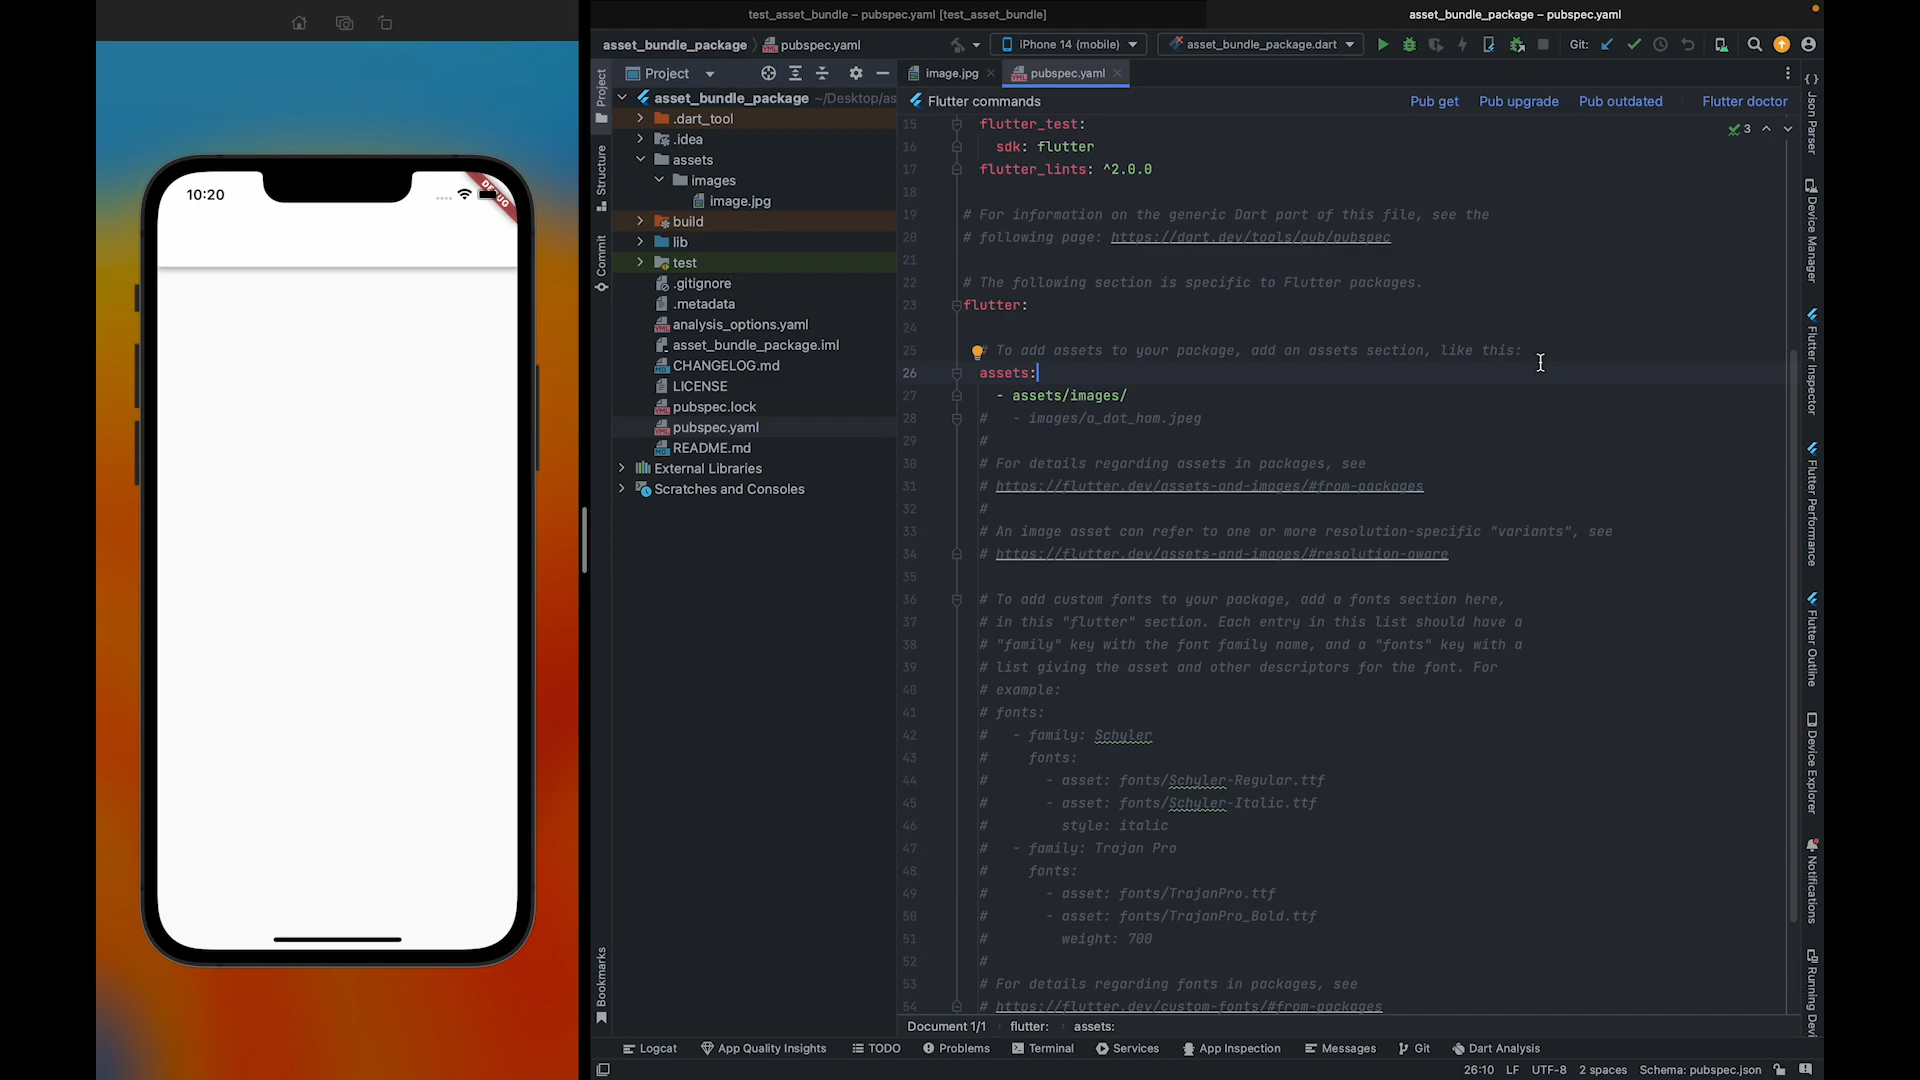 test_asset_bundle – pubspec.yaml [test_asset_bundle]
asset_bundle_package – pubspec.yaml
asset_bundle_package
pubspec.yaml
iPhone 14 (mobile)
asset_bundle_package.dart
Git:
10:20
DEBUG
Project
Structure
Commit
Bookmarks
Project
asset_bundle_package ~/Desktop/as
.dart_tool
.idea
assets
images
image.jpg
build
lib
test
.gitignore
.metadata
analysis_options.yaml
asset_bundle_package.iml
CHANGELOG.md
LICENSE
pubspec.lock
pubspec.yaml
README.md
External Libraries
Scratches and Consoles
image.jpg
pubspec.yaml
Flutter commands
Pub get
Pub upgrade
Pub outdated
Flutter doctor
3
15 flutter_test:
16 sdk: flutter
17 flutter_lints: ^2.0.0
18
19 # For information on the generic Dart part of this file, see the
20 # following page: https://dart.dev/tools/pub/pubspec
21
22 # The following section is specific to Flutter packages.
23 flutter:
24
25 # To add assets to your package, add an assets section, like this:
26 assets:
27 - assets/images/
28 # - images/a_dot_ham.jpeg
29 #
30 # For details regarding assets in packages, see
31 # https://flutter.dev/assets-and-images/#from-packages
32 #
33 # An image asset can refer to one or more resolution-specific "variants", see
34 # https://flutter.dev/assets-and-images/#resolution-aware
35
36 # To add custom fonts to your package, add a fonts section here,
37 # in this "flutter" section. Each entry in this list should have a
38 # "family" key with the font family name, and a "fonts" key with a
39 # list giving the asset and other descriptors for the font. For
40 # example:
41 # fonts:
42 # - family: Schyler
43 # fonts:
44 # - asset: fonts/Schyler-Regular.ttf
45 # - asset: fonts/Schyler-Italic.ttf
46 # style: italic
47 # - family: Trajan Pro
48 # fonts:
49 # - asset: fonts/TrajanPro.ttf
50 # - asset: fonts/TrajanPro_Bold.ttf
51 # weight: 700
52 #
53 # For details regarding fonts in packages, see
54 # https://flutter.dev/custom-fonts/#from-packages
Json Parser
Device Manager
Flutter Inspector
Flutter Performance
Flutter Outline
Device Explorer
Notifications
Running Dev
Document 1/1
flutter:
assets:
Logcat
App Quality Insights
TODO
Problems
Terminal
Services
App Inspection
Messages
Git
Dart Analysis
26:10
LF
UTF-8
2 spaces
Schema: pubspec.json